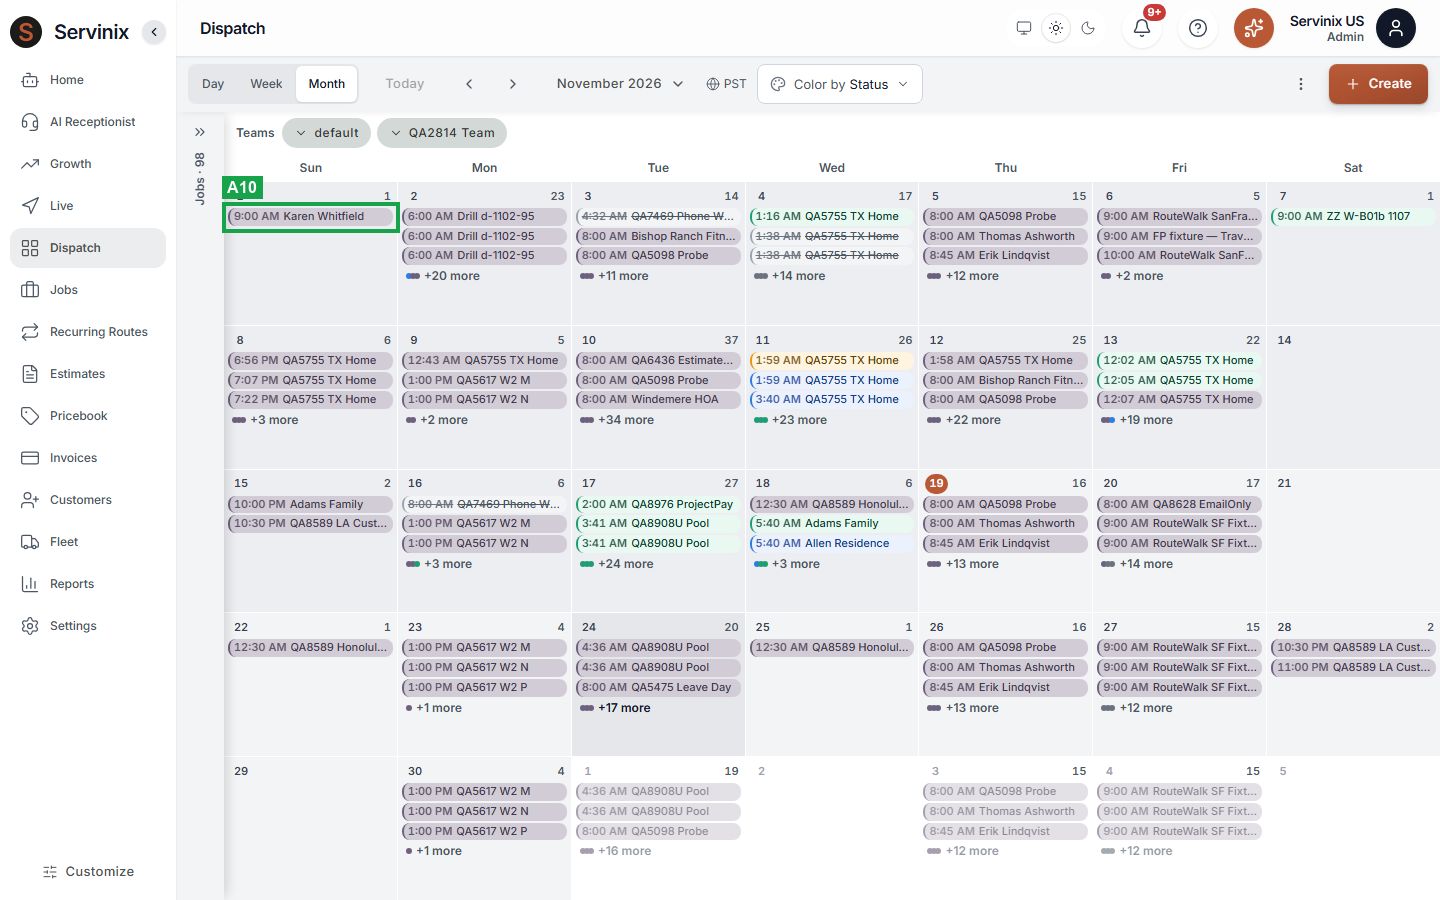 Servinix
Home
AI Receptionist
Growth
Live
Dispatch
Jobs
Recurring Routes
Estimates
Pricebook
Invoices
Customers
Fleet
Reports
Settings
Customize
Dispatch
9+
Servinix US
Admin
Day Week Month Today November 2026 PST Color by Status Create
Jobs · 98
Teams default QA2814 Team
Sun Mon Tue Wed Thu Fri Sat
A10
1
9:00 AM Karen Whitfield
2 23
6:00 AM Drill d-1102-95
6:00 AM Drill d-1102-95
6:00 AM Drill d-1102-95
+20 more
3 14
4:32 AM QA7469 Phone W...
8:00 AM Bishop Ranch Fitn...
8:00 AM QA5098 Probe
+11 more
4 17
1:16 AM QA5755 TX Home
1:38 AM QA5755 TX Home
1:38 AM QA5755 TX Home
+14 more
5 15
8:00 AM QA5098 Probe
8:00 AM Thomas Ashworth
8:45 AM Erik Lindqvist
+12 more
6 5
9:00 AM RouteWalk SanFra...
9:00 AM FP fixture — Trav...
10:00 AM RouteWalk SanF...
+2 more
7 1
9:00 AM ZZ W-B01b 1107
8 6
6:56 PM QA5755 TX Home
7:07 PM QA5755 TX Home
7:22 PM QA5755 TX Home
+3 more
9 5
12:43 AM QA5755 TX Home
1:00 PM QA5617 W2 M
1:00 PM QA5617 W2 N
+2 more
10 37
8:00 AM QA6436 Estimate...
8:00 AM QA5098 Probe
8:00 AM Windemere HOA
+34 more
11 26
1:59 AM QA5755 TX Home
1:59 AM QA5755 TX Home
3:40 AM QA5755 TX Home
+23 more
12 25
1:58 AM QA5755 TX Home
8:00 AM Bishop Ranch Fitn...
8:00 AM QA5098 Probe
+22 more
13 22
12:02 AM QA5755 TX Home
12:05 AM QA5755 TX Home
12:07 AM QA5755 TX Home
+19 more
14
15 2
10:00 PM Adams Family
10:30 PM QA8589 LA Cust...
16 6
8:00 AM QA7469 Phone W...
1:00 PM QA5617 W2 M
1:00 PM QA5617 W2 N
+3 more
17 27
2:00 AM QA8976 ProjectPay
3:41 AM QA8908U Pool
3:41 AM QA8908U Pool
+24 more
18 6
12:30 AM QA8589 Honolul...
5:40 AM Adams Family
5:40 AM Allen Residence
+3 more
19 16
8:00 AM QA5098 Probe
8:00 AM Thomas Ashworth
8:45 AM Erik Lindqvist
+13 more
20 17
8:00 AM QA8628 EmailOnly
9:00 AM RouteWalk SF Fixt...
9:00 AM RouteWalk SF Fixt...
+14 more
21
22 1
12:30 AM QA8589 Honolul...
23 4
1:00 PM QA5617 W2 M
1:00 PM QA5617 W2 N
1:00 PM QA5617 W2 P
+1 more
24 20
4:36 AM QA8908U Pool
4:36 AM QA8908U Pool
8:00 AM QA5475 Leave Day
+17 more
25 1
12:30 AM QA8589 Honolul...
26 16
8:00 AM QA5098 Probe
8:00 AM Thomas Ashworth
8:45 AM Erik Lindqvist
+13 more
27 15
9:00 AM RouteWalk SF Fixt...
9:00 AM RouteWalk SF Fixt...
9:00 AM RouteWalk SF Fixt...
+12 more
28 2
10:30 PM QA8589 LA Cust...
11:00 PM QA8589 LA Cust...
29
30 4
1:00 PM QA5617 W2 M
1:00 PM QA5617 W2 N
1:00 PM QA5617 W2 P
+1 more
1 19
4:36 AM QA8908U Pool
4:36 AM QA8908U Pool
8:00 AM QA5098 Probe
+16 more
2
3 15
8:00 AM QA5098 Probe
8:00 AM Thomas Ashworth
8:45 AM Erik Lindqvist
+12 more
4 15
9:00 AM RouteWalk SF Fixt...
9:00 AM RouteWalk SF Fixt...
9:00 AM RouteWalk SF Fixt...
+12 more
5